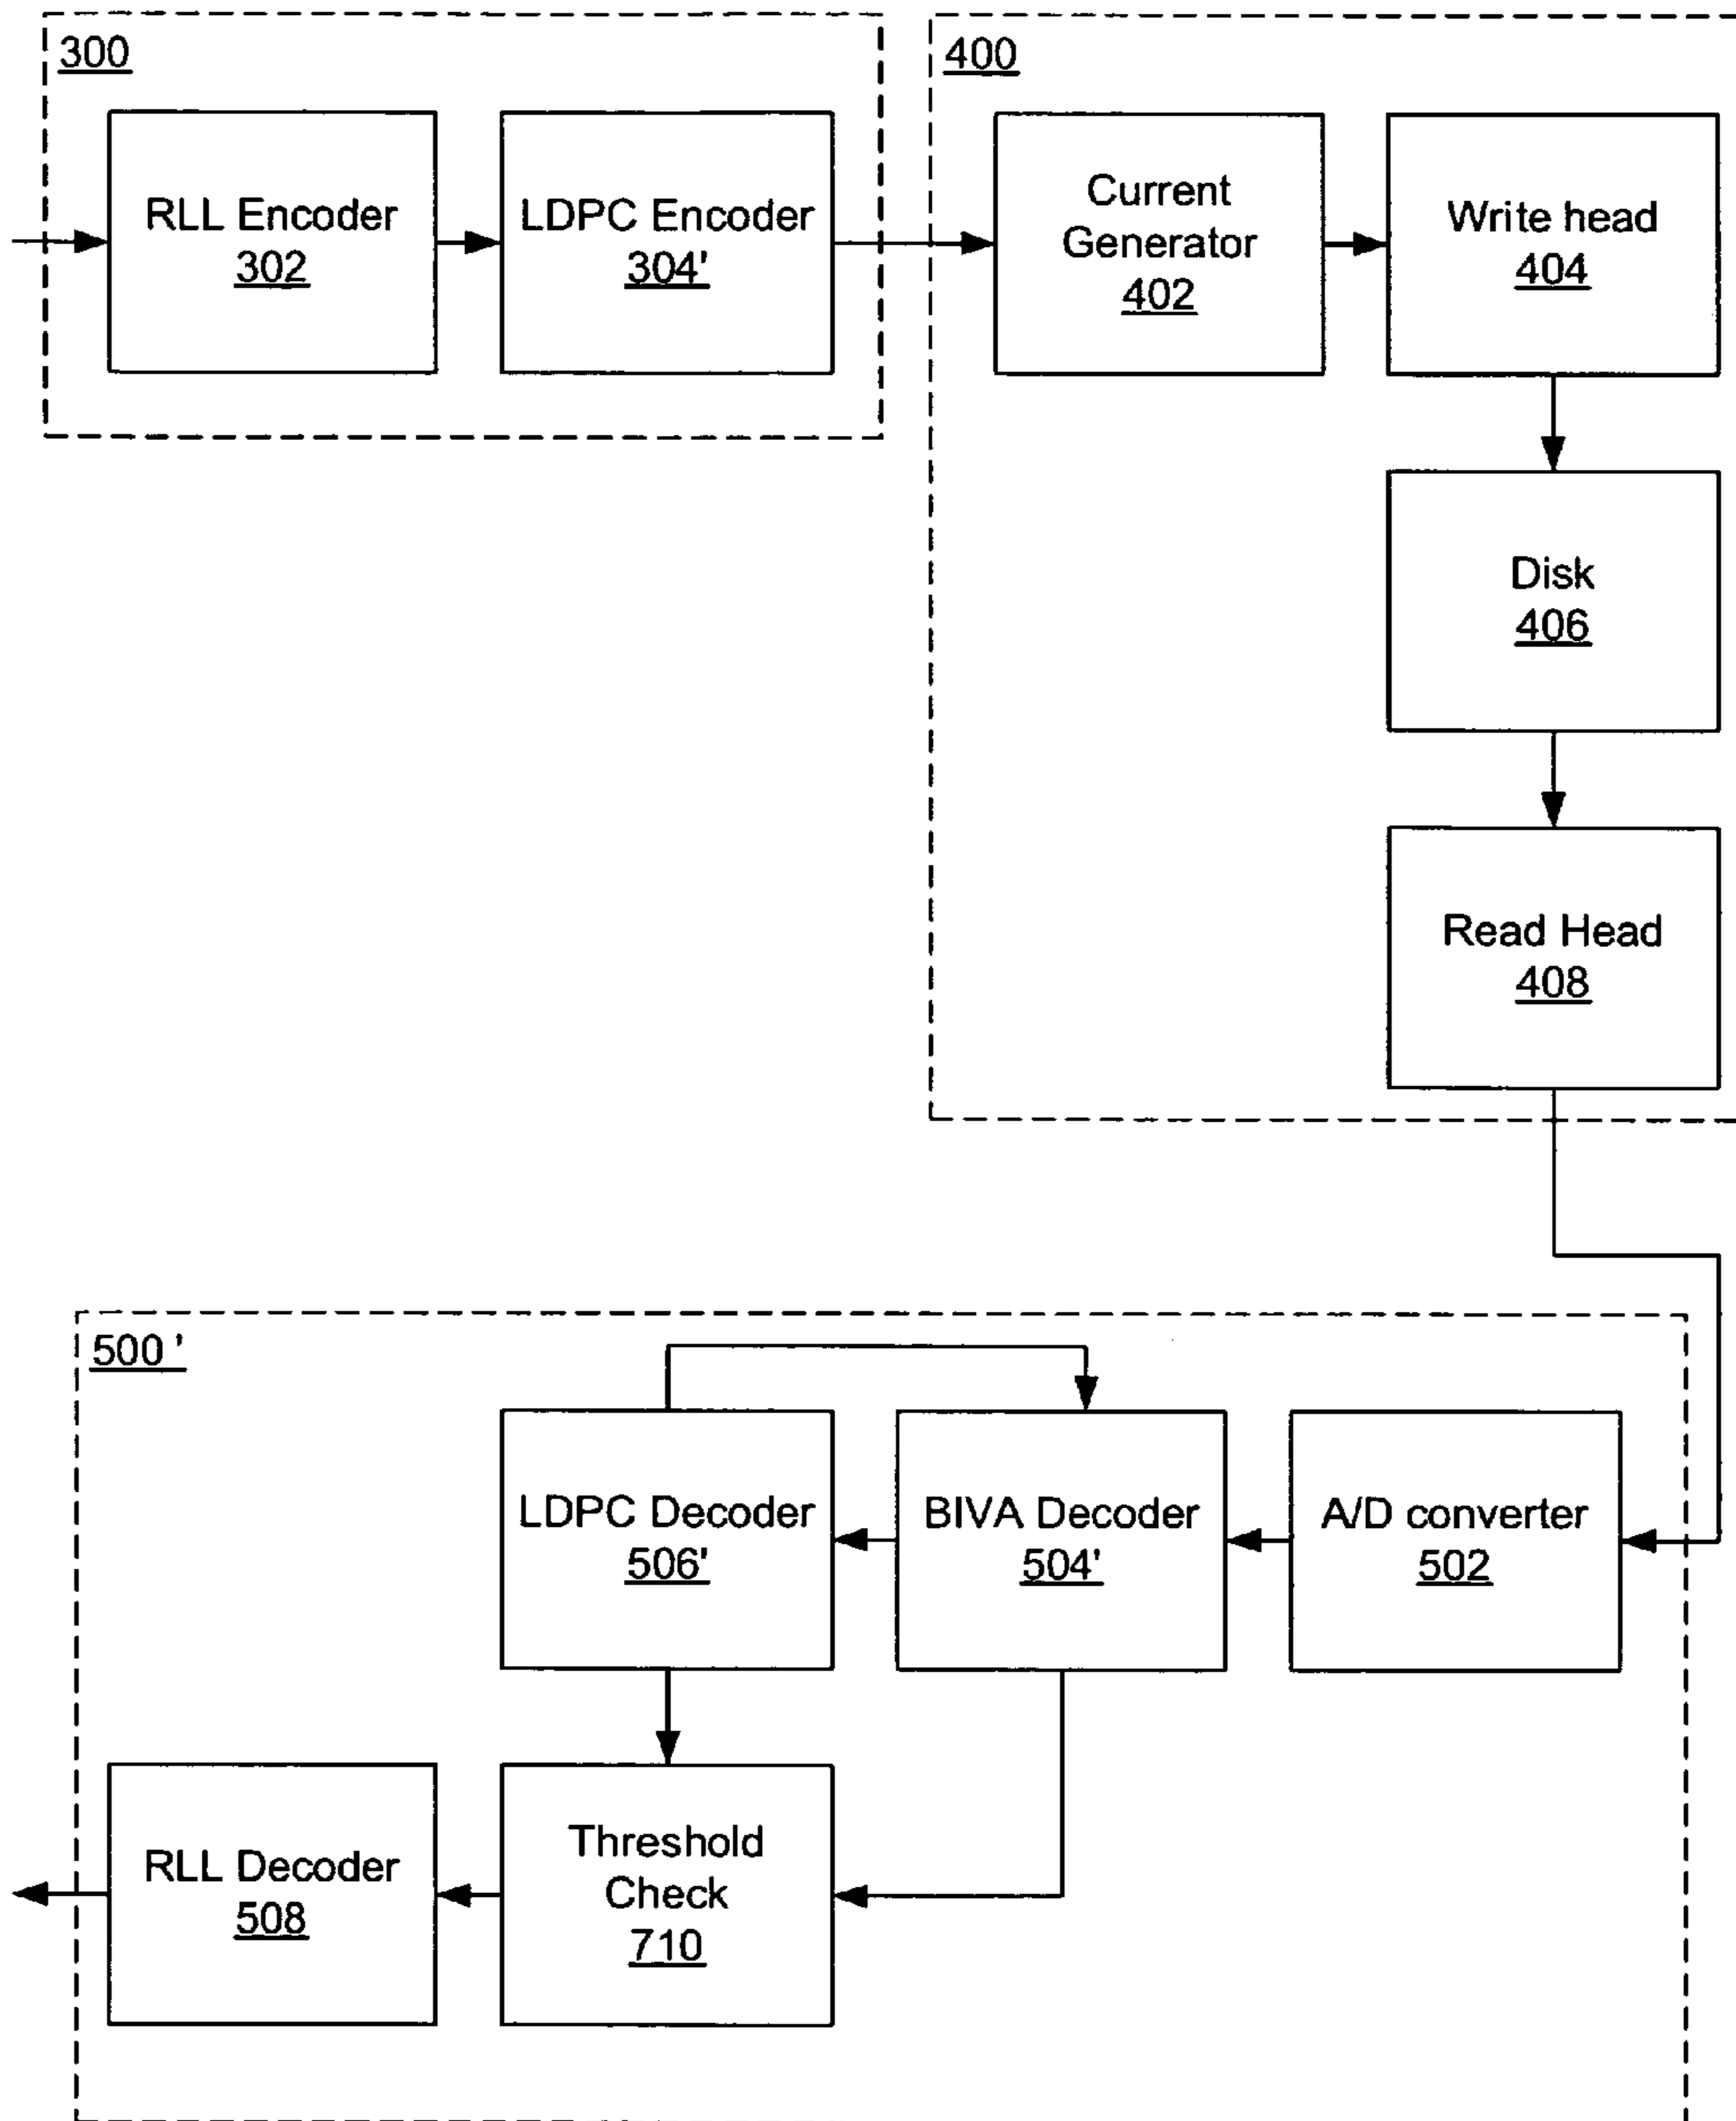 300
RLL Encoder
302
LDPC Encoder
304'
400
Current
Generator
402
Write head
404
Disk
406
Read Head
408
500 '
LDPC Decoder
506'
BIVA Decoder
504'
A/D converter
502
RLL Decoder
508
Threshold
Check
710